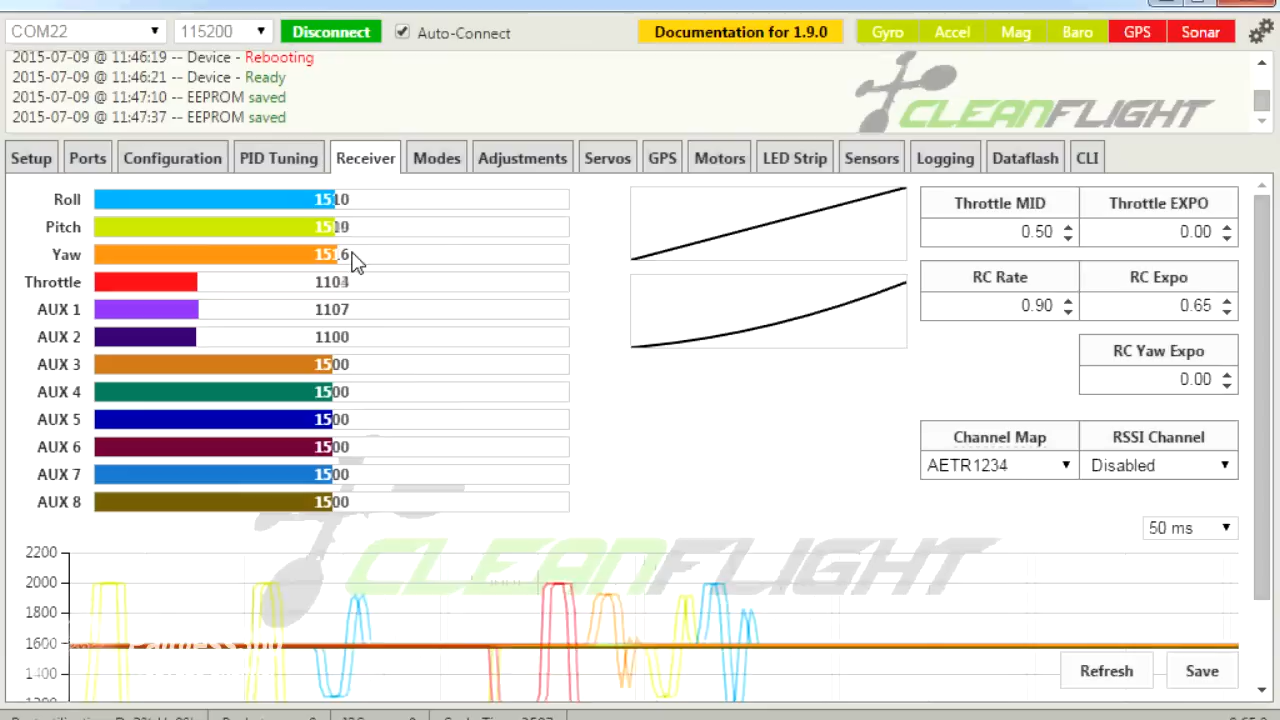 COM22 115200 Disconnect Auto-Connect Documentation for 1.9.0 Gyro Accel Mag Baro GPS Sonar
2015-07-09 @ 11:46:19 -- Device - Rebooting
2015-07-09 @ 11:46:21 -- Device - Ready
2015-07-09 @ 11:47:10 -- EEPROM saved
2015-07-09 @ 11:47:37 -- EEPROM saved
CLEANFLIGHT
Setup Ports Configuration PID Tuning Receiver Modes Adjustments Servos GPS Motors LED Strip Sensors Logging Dataflash CLI
Roll 1510
Pitch
Yaw 1516
Throttle
AUX 1 1107
AUX 2 1100
AUX 3 1500
AUX 4 1500
AUX 5 1500
AUX 6 1500
AUX 7 1500
AUX 8 1500
Throttle MID Throttle EXPO
0.50 0.00
RC Rate RC Expo
0.90 0.65
RC Yaw Expo
0.00
Channel Map RSSI Channel
AETR1234 Disabled
50 ms
CLEANFLIGHT
2200
2000
1800
1600
1400
Refresh Save